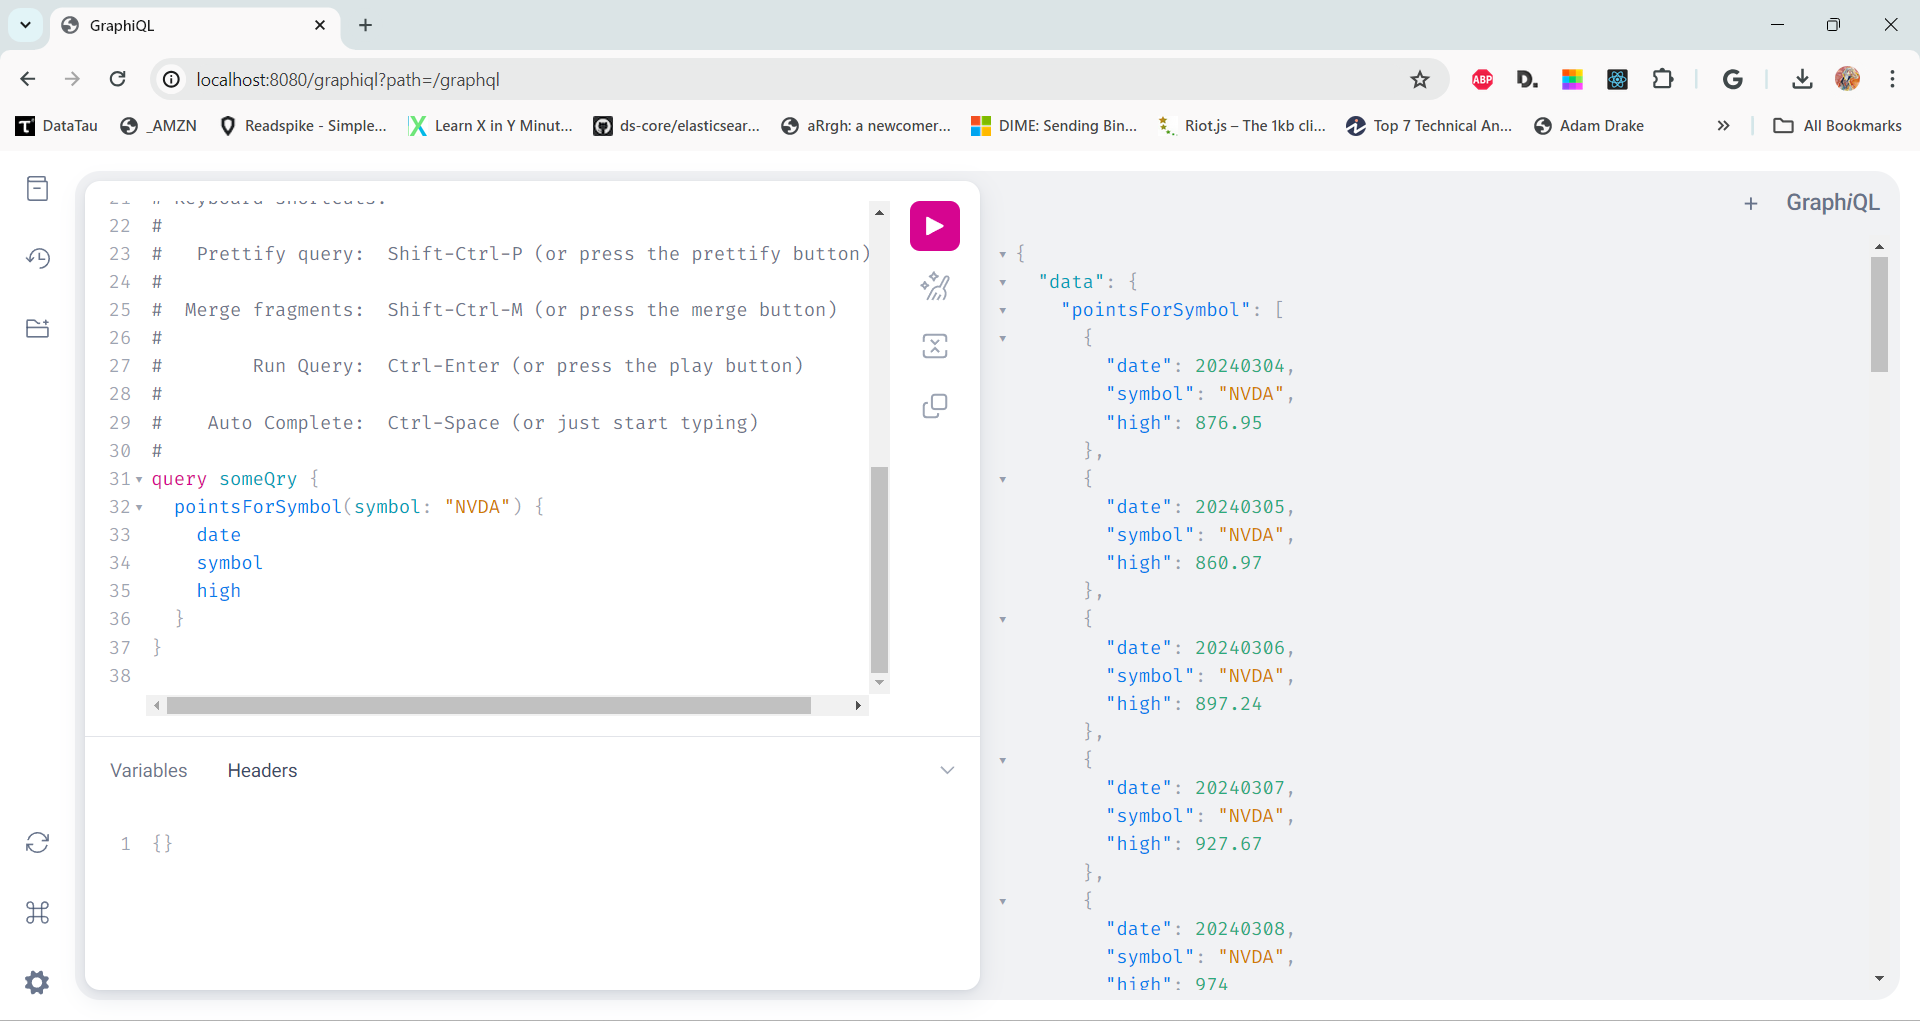 GraphiQL
localhost:8080/graphiql?path=/graphql
ABP
D.
G
DataTau
_AMZN
Readspike - Simple...
Learn X in Y Minut...
ds-core/elasticsear...
aRrgh: a newcomer...
DIME: Sending Bin...
Riot.js – The 1kb cli...
Top 7 Technical An...
Adam Drake
All Bookmarks
21 # Keyboard shortcuts:
22 #
23 #   Prettify query:  Shift-Ctrl-P (or press the prettify button)
24 #
25 #  Merge fragments:  Shift-Ctrl-M (or press the merge button)
26 #
27 #        Run Query:  Ctrl-Enter (or press the play button)
28 #
29 #    Auto Complete:  Ctrl-Space (or just start typing)
30 #
31 query someQry {
32   pointsForSymbol(symbol: "NVDA") {
33     date
34     symbol
35     high
36   }
37 }
38
Variables Headers
1 {}
+ GraphiQL
{
  "data": {
    "pointsForSymbol": [
      {
        "date": 20240304,
        "symbol": "NVDA",
        "high": 876.95
      },
      {
        "date": 20240305,
        "symbol": "NVDA",
        "high": 860.97
      },
      {
        "date": 20240306,
        "symbol": "NVDA",
        "high": 897.24
      },
      {
        "date": 20240307,
        "symbol": "NVDA",
        "high": 927.67
      },
      {
        "date": 20240308,
        "symbol": "NVDA",
        "high": 974